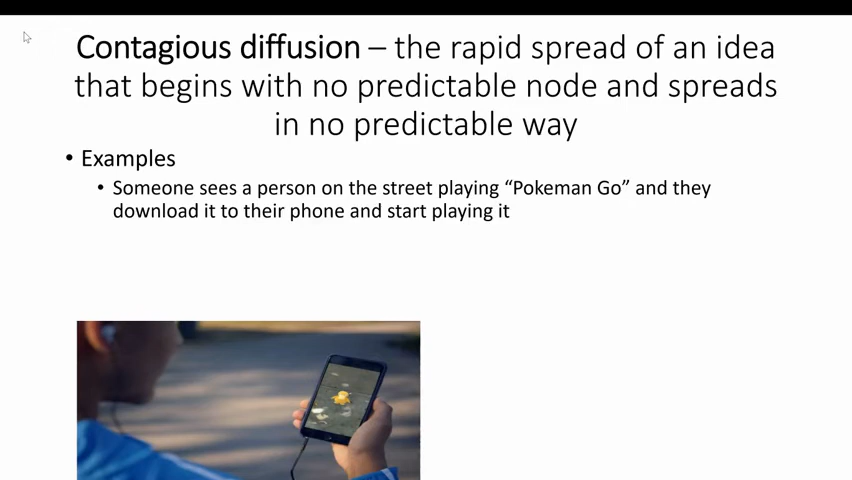 Contagious diffusion – the rapid spread of an idea
that begins with no predictable node and spreads
in no predictable way
• Examples
• Someone sees a person on the street playing “Pokeman Go” and they
download it to their phone and start playing it